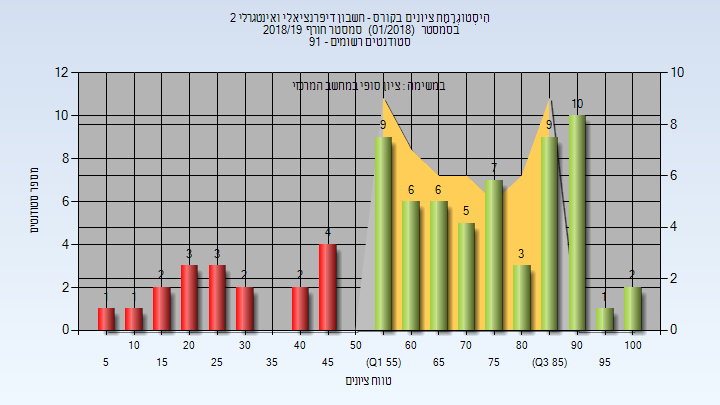 היסטוגרמת ציונים בקורס - חשבון דיפרנציאלי ואינטגרלי 2
בסמסטר (01/2018) סמסטר חורף 2018/19
סטודנטים רשומים - 91
במשימה : ציון סופי במחשב המרכזי
12 10 8 6 4 2 0
מספר סטודנטים
10 8 6 4 2 0
1 1 2 3 3 2 2 4 9 6 6 5 7 3 9 10 1 2
10 20 30 40 50 60 70 80 90 100
5 15 25 35 45 (Q1 55) 65 75 (Q3 85) 95
טווח ציונים